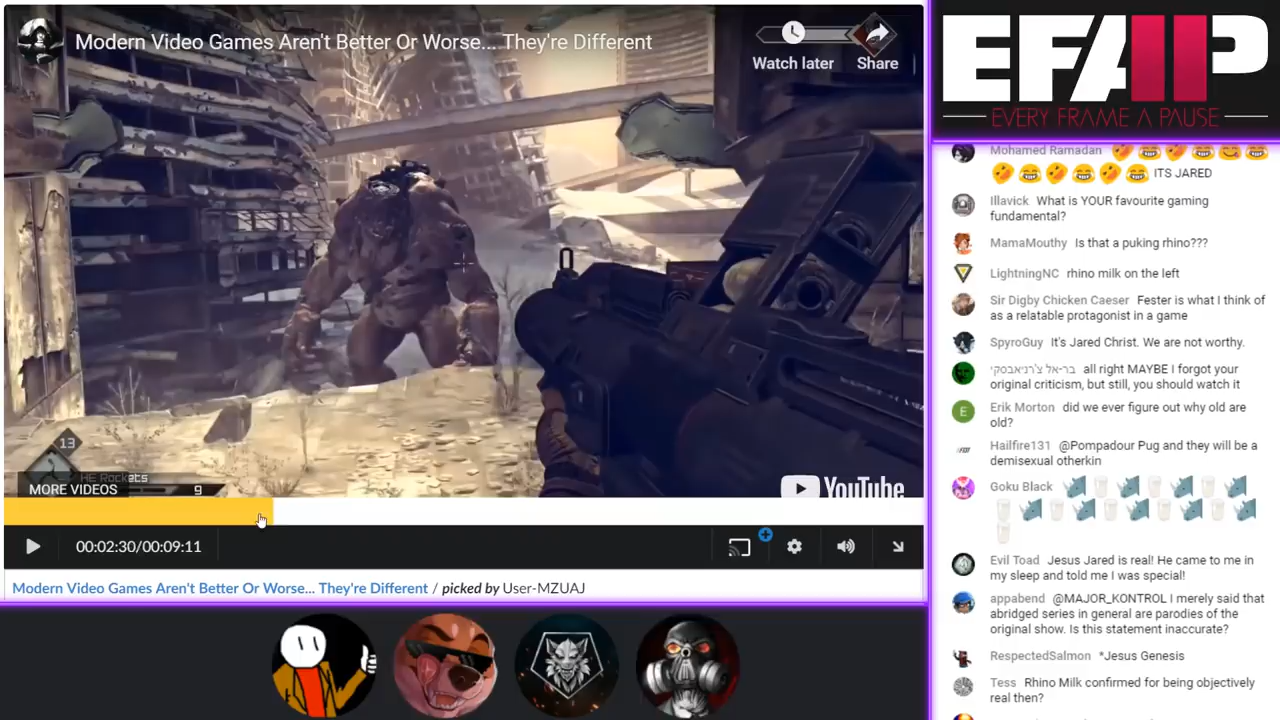 Modern Video Games Aren't Better Or Worse... They're Different
Watch later
Share
13
HE Rockets
9
MORE VIDEOS
YouTube
00:02:30/00:09:11
Modern Video Games Aren't Better Or Worse... They're Different / picked by User-MZUAJ
EFAP
EVERY FRAME A PAUSE
Mohamed Ramadan
ITS JARED
Illavick What is YOUR favourite gaming
fundamental?
MamaMouthy Is that a puking rhino???
LightningNC rhino milk on the left
Sir Digby Chicken Caeser Fester is what I think of
as a relatable protagonist in a game
SpyroGuy It's Jared Christ. We are not worthy.
בר-אל צ'רניאבסקי all right MAYBE I forgot your
original criticism, but still, you should watch it
E
Erik Morton did we ever figure out why old are
old?
Hailfire131 @Pompadour Pug and they will be a
demisexual otherkin
Goku Black
Evil Toad Jesus Jared is real! He came to me in
my sleep and told me I was special!
appabend @MAJOR_KONTROL I merely said that
abridged series in general are parodies of the
original show. Is this statement inaccurate?
RespectedSalmon *Jesus Genesis
Tess Rhino Milk confirmed for being objectively
real then?